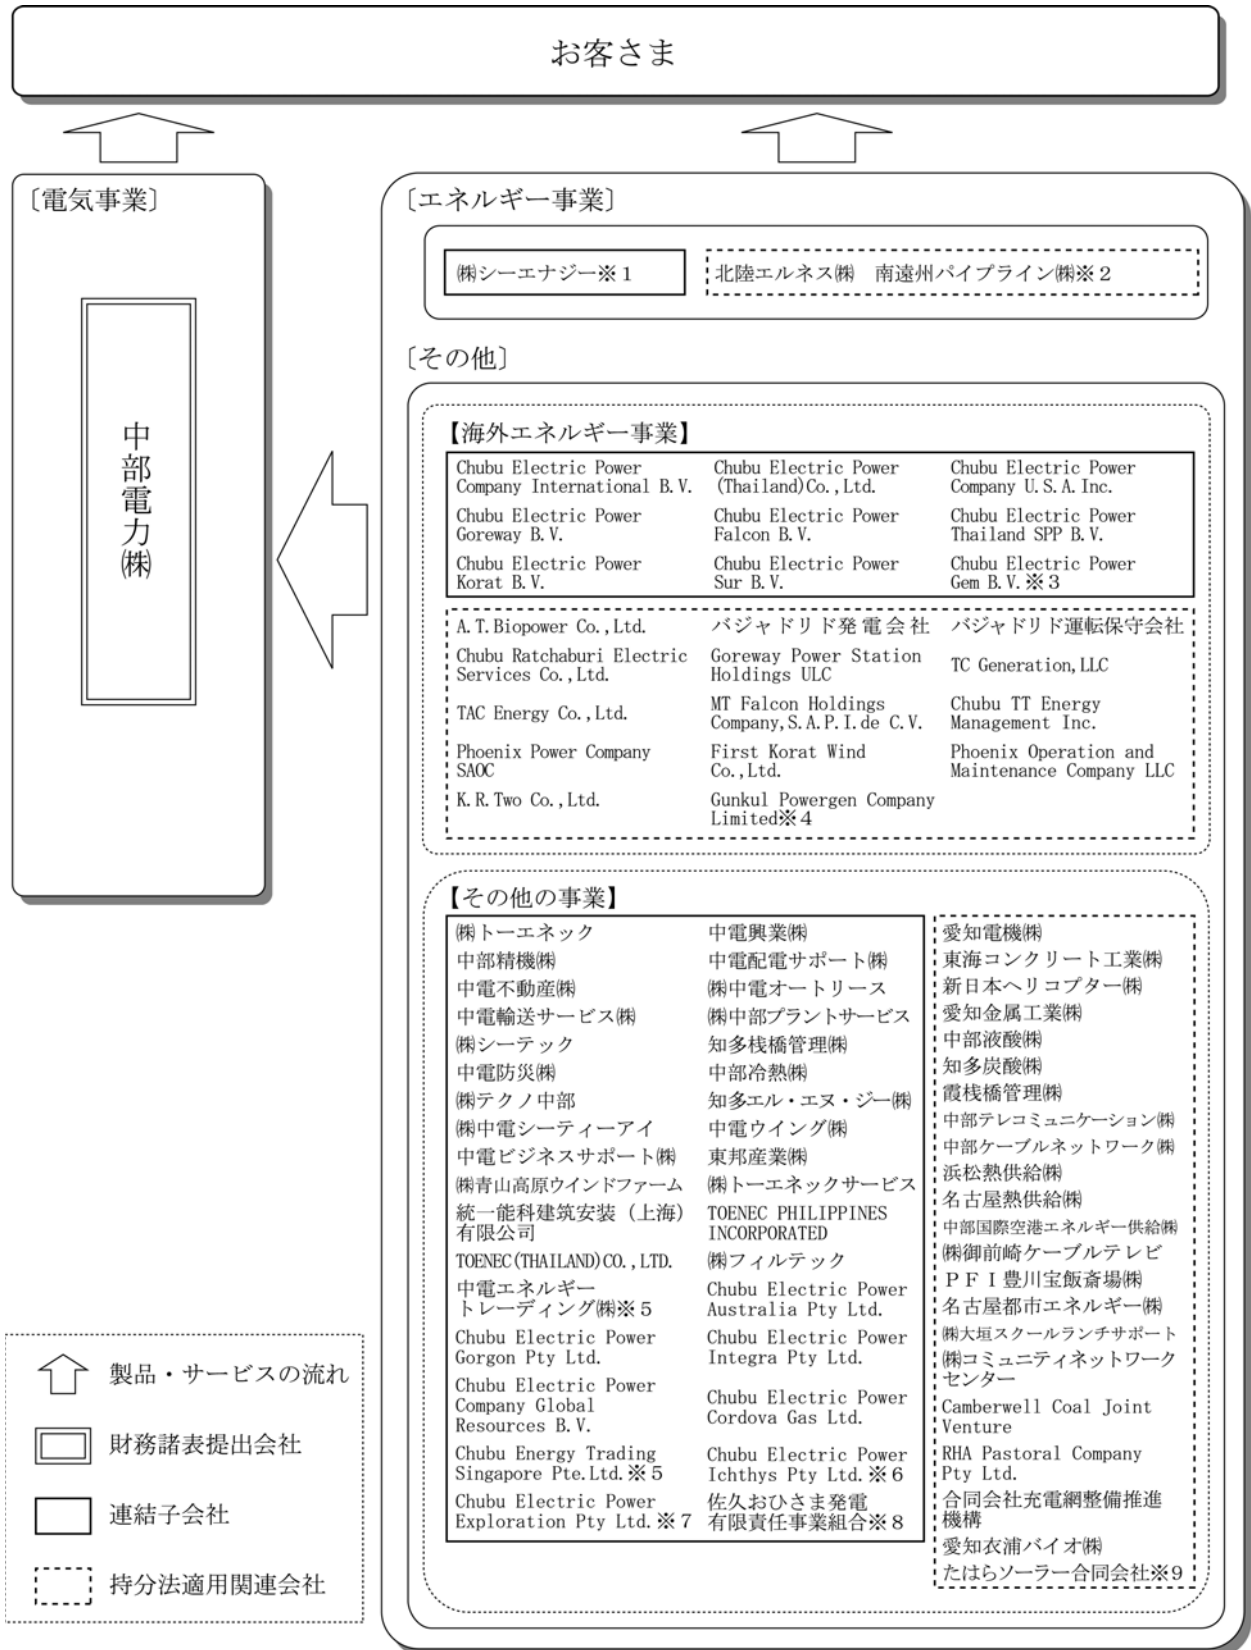 お客さま
〔電気事業〕
中部電力㈱
〔エネルギー事業〕
㈱シーエナジー※1
北陸エルネス㈱　南遠州パイプライン㈱※2
〔その他〕
【海外エネルギー事業】
Chubu Electric Power
Company International B.V.
Chubu Electric Power
(Thailand)Co.,Ltd.
Chubu Electric Power
Company U.S.A.Inc.
Chubu Electric Power
Goreway B.V.
Chubu Electric Power
Falcon B.V.
Chubu Electric Power
Thailand SPP B.V.
Chubu Electric Power
Korat B.V.
Chubu Electric Power
Sur B.V.
Chubu Electric Power
Gem B.V.※3
A.T.Biopower Co.,Ltd.
バジャドリド発電会社
バジャドリド運転保守会社
Chubu Ratchaburi Electric
Services Co.,Ltd.
Goreway Power Station
Holdings ULC
TC Generation,LLC
TAC Energy Co.,Ltd.
MT Falcon Holdings
Company,S.A.P.I.de C.V.
Chubu TT Energy
Management Inc.
Phoenix Power Company
SAOC
First Korat Wind
Co.,Ltd.
Phoenix Operation and
Maintenance Company LLC
K.R.Two Co.,Ltd.
Gunkul Powergen Company
Limited※4
【その他の事業】
㈱トーエネック
中電興業㈱
中部精機㈱
中電配電サポート㈱
中電不動産㈱
㈱中電オートリース
中電輸送サービス㈱
㈱中部プラントサービス
㈱シーテック
知多桟橋管理㈱
中電防災㈱
中部冷熱㈱
㈱テクノ中部
知多エル・エヌ・ジー㈱
㈱中電シーティーアイ
中電ウイング㈱
中電ビジネスサポート㈱
東邦産業㈱
㈱青山高原ウインドファーム
㈱トーエネックサービス
統一能科建筑安装（上海）
有限公司
TOENEC PHILIPPINES
INCORPORATED
TOENEC(THAILAND)CO.,LTD.
㈱フィルテック
中電エネルギー
トレーディング㈱※5
Chubu Electric Power
Australia Pty Ltd.
Chubu Electric Power
Gorgon Pty Ltd.
Chubu Electric Power
Integra Pty Ltd.
Chubu Electric Power
Company Global
Resources B.V.
Chubu Electric Power
Cordova Gas Ltd.
Chubu Energy Trading
Singapore Pte.Ltd.※5
Chubu Electric Power
Ichthys Pty Ltd.※6
Chubu Electric Power
Exploration Pty Ltd.※7
佐久おひさま発電
有限責任事業組合※8
愛知電機㈱
東海コンクリート工業㈱
新日本ヘリコプター㈱
愛知金属工業㈱
中部液酸㈱
知多炭酸㈱
霞桟橋管理㈱
中部テレコミュニケーション㈱
中部ケーブルネットワーク㈱
浜松熱供給㈱
名古屋熱供給㈱
中部国際空港エネルギー供給㈱
㈱御前崎ケーブルテレビ
ＰＦＩ豊川宝飯斎場㈱
名古屋都市エネルギー㈱
㈱大垣スクールランチサポート
㈱コミュニティネットワーク
センター
Camberwell Coal Joint
Venture
RHA Pastoral Company
Pty Ltd.
合同会社充電網整備推進
機構
愛知衣浦バイオ㈱
たはらソーラー合同会社※9
製品・サービスの流れ
財務諸表提出会社
連結子会社
持分法適用関連会社